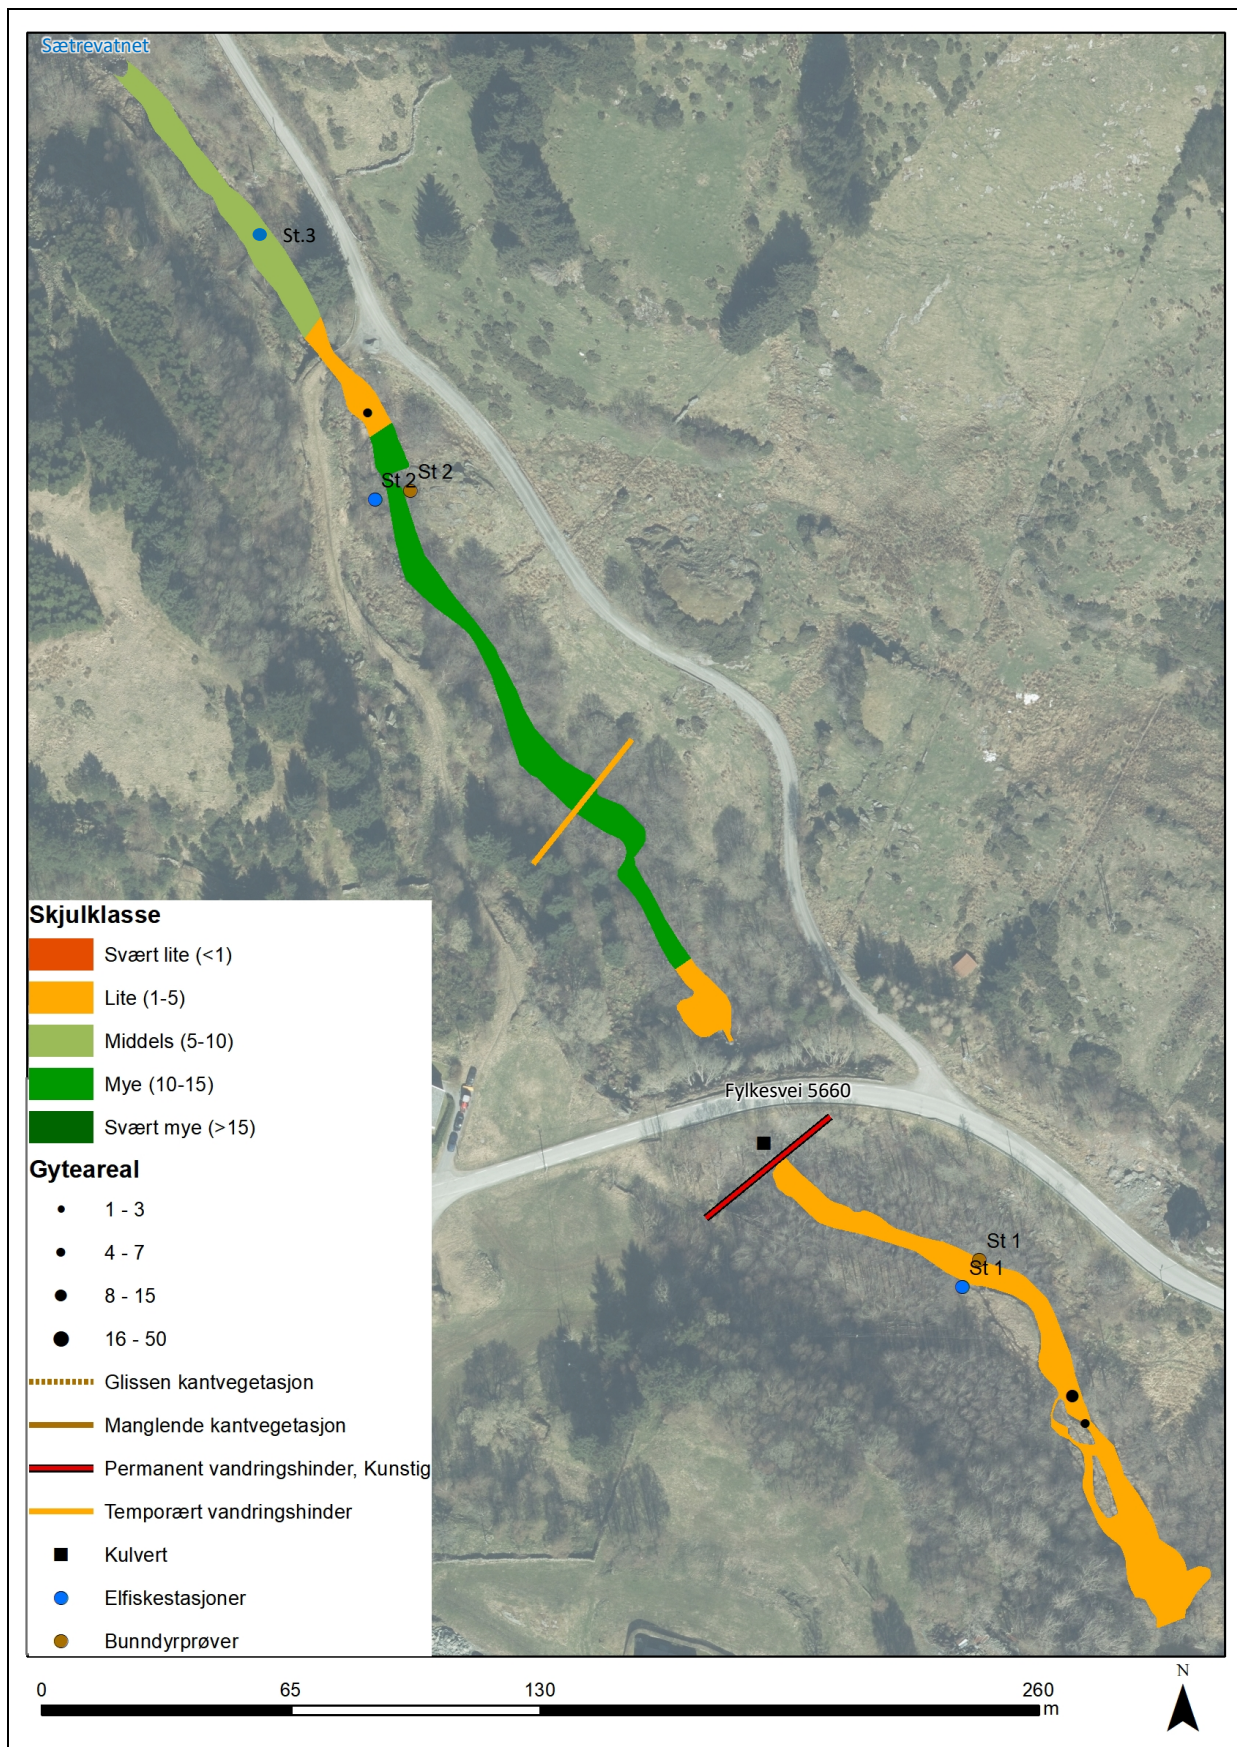 Sætrevatnet
St.3
St 2
St 2
Fylkesvei 5660
St 1
St 1
Skjulklasse
Svært lite (<1)
Lite (1-5)
Middels (5-10)
Mye (10-15)
Svært mye (>15)
Gyteareal
1 - 3
4 - 7
8 - 15
16 - 50
Glissen kantvegetasjon
Manglende kantvegetasjon
Permanent vandringshinder, Kunstig
Temporært vandringshinder
Kulvert
Elfiskestasjoner
Bunndyrprøver
0 65 130 260
m
N